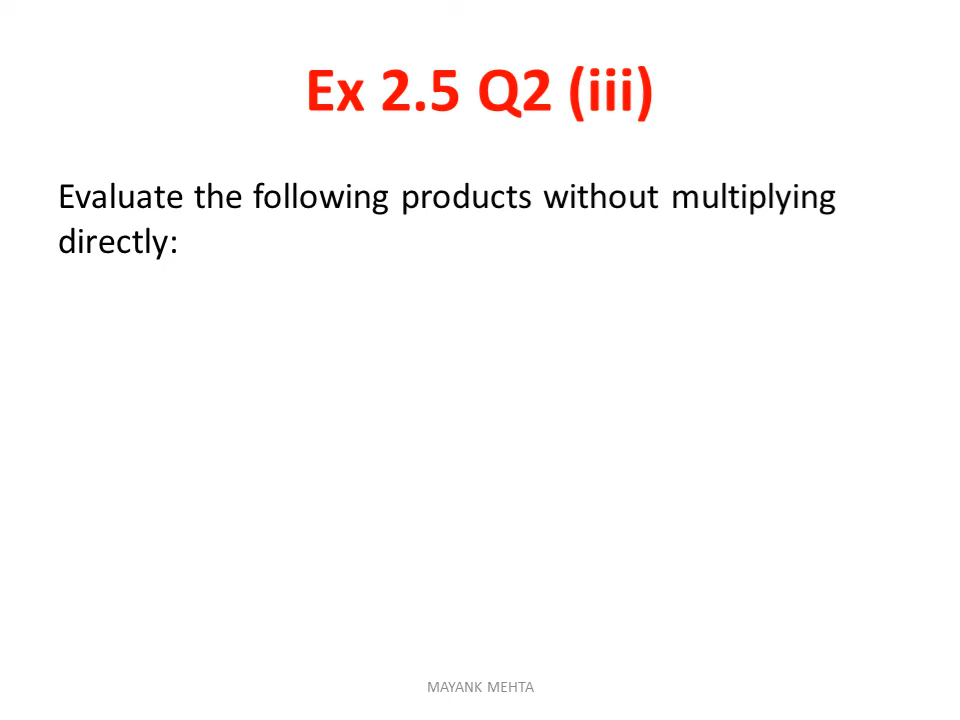 Ex 2.5 Q2 (iii)
Evaluate the following products without multiplying
directly:
MAYANK MEHTA